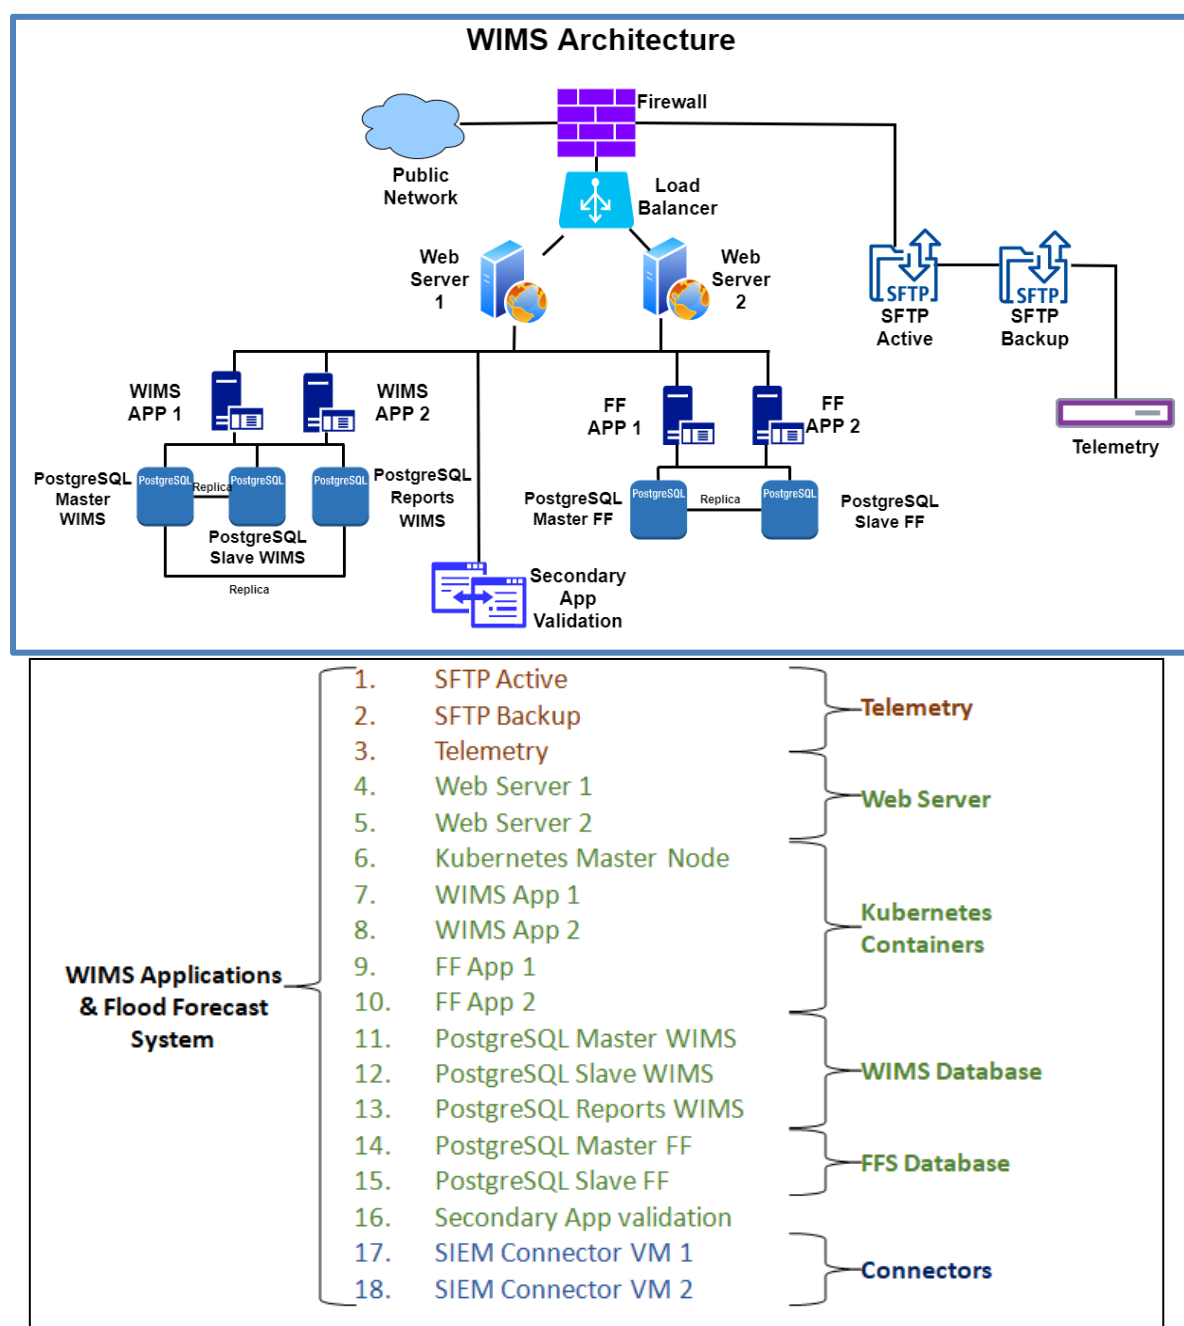 WIMS Architecture
Firewall
Public
Network
Load
Balancer
Web
Server
1
Web
Server
2
SFTP
SFTP
Active
SFTP
SFTP
Backup
Telemetry
WIMS
APP 1
WIMS
APP 2
FF
APP 1
FF
APP 2
PostgreSQL
Master
WIMS
PostgreSQL
Replica
PostgreSQL
PostgreSQL
Slave WIMS
PostgreSQL
PostgreSQL
Reports
WIMS
Replica
PostgreSQL
Master FF
PostgreSQL
Replica
PostgreSQL
PostgreSQL
Slave FF
Secondary
App
Validation
WIMS Applications
& Flood Forecast
System
1. SFTP Active
2. SFTP Backup
3. Telemetry
Telemetry
4. Web Server 1
5. Web Server 2
Web Server
6. Kubernetes Master Node
7. WIMS App 1
8. WIMS App 2
9. FF App 1
10. FF App 2
Kubernetes
Containers
11. PostgreSQL Master WIMS
12. PostgreSQL Slave WIMS
13. PostgreSQL Reports WIMS
WIMS Database
14. PostgreSQL Master FF
15. PostgreSQL Slave FF
FFS Database
16. Secondary App validation
17. SIEM Connector VM 1
18. SIEM Connector VM 2
Connectors